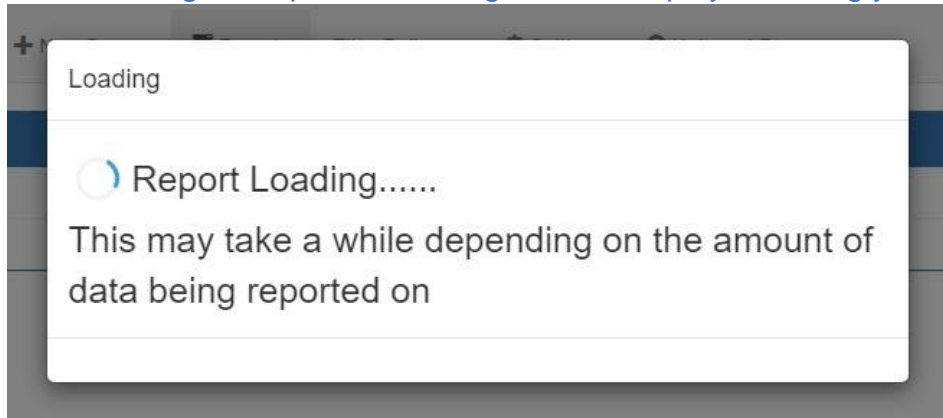 Loading
Report Loading......
This may take a while depending on the amount of
data being reported on